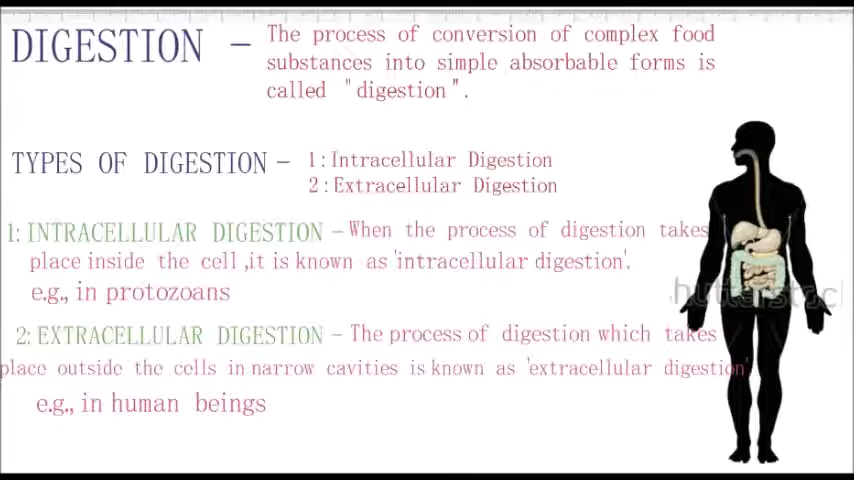 DIGESTION - The process of conversion of complex food
substances into simple absorbable forms is
called "digestion".
TYPES OF DIGESTION - 1:Intracellular Digestion
2:Extracellular Digestion
1: INTRACELLULAR DIGESTION - When the process of digestion takes
place inside the cell ,it is known as 'intracellular digestion'.
e.g., in protozoans
hutterstock
2: EXTRACELLULAR DIGESTION - The process of digestion which takes
place outside the cells in narrow cavities is known as 'extracellular digestion'.
e.g., in human beings